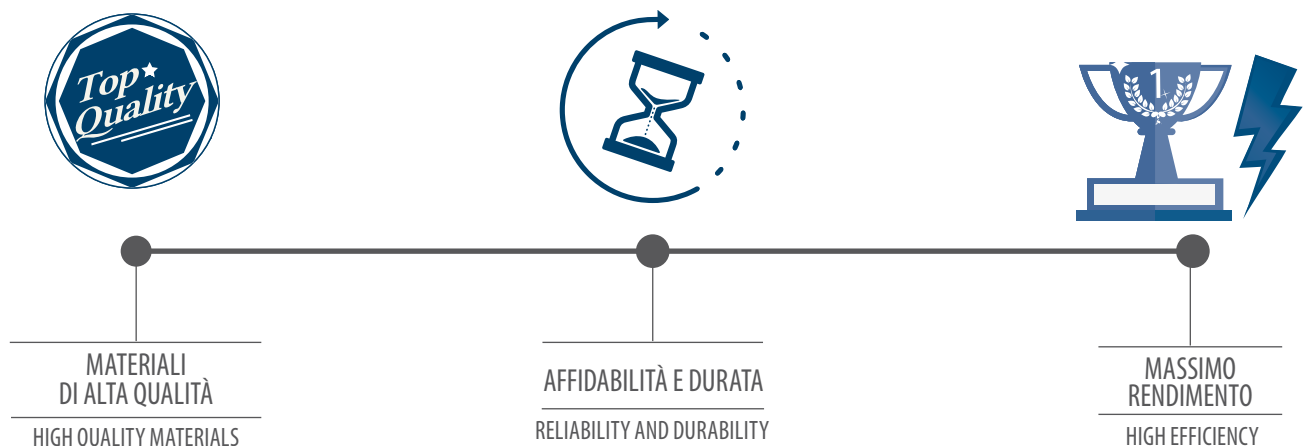 Top
Quality
1
MATERIALI
DI ALTA QUALITÀ
HIGH QUALITY MATERIALS
AFFIDABILITÀ E DURATA
RELIABILITY AND DURABILITY
MASSIMO
RENDIMENTO
HIGH EFFICIENCY